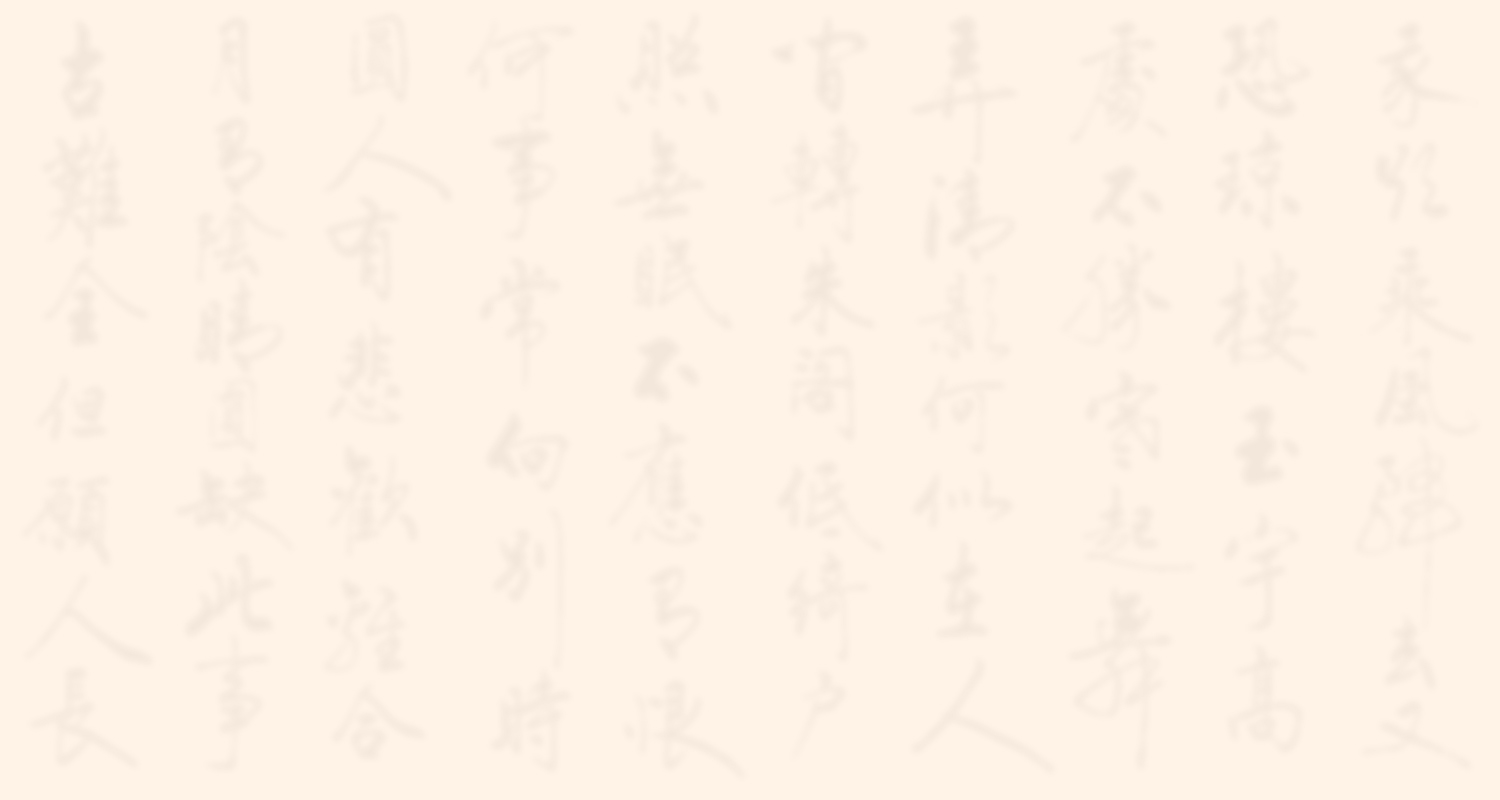 我欲乘風歸去又
恐瓊樓玉宇高
處不勝寒起舞
弄清影何似在人
間轉朱閣低綺戶
照無眠不應有恨
何事常向別時
圓人有悲歡離合
月有陰晴圓缺此事
古難全但願人長